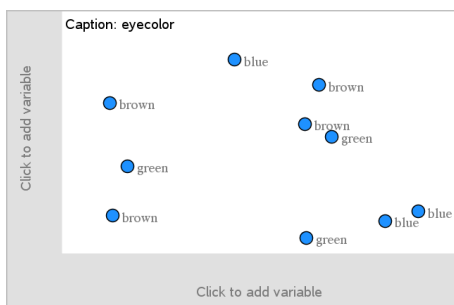 Caption: eyecolor
Click to add variable
blue
brown
brown
brown
green
green
brown
blue
blue
green
Click to add variable